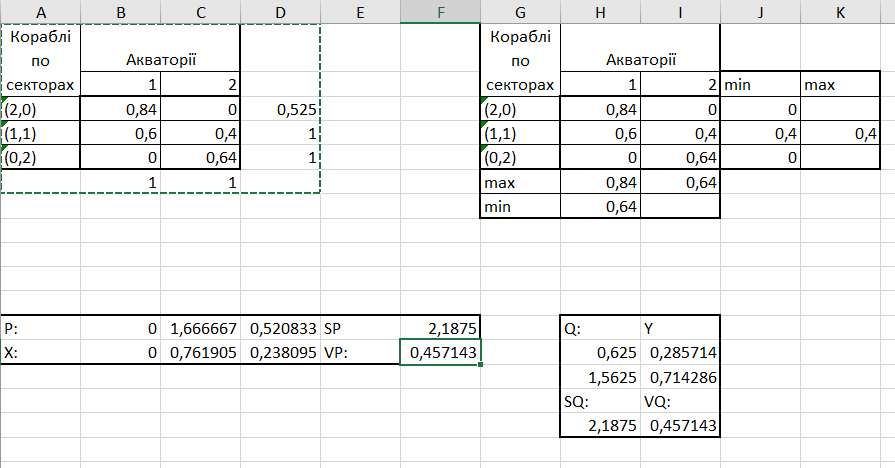 A B C D E F G H I J K
Кораблі по секторах Акваторії Кораблі по секторах Акваторії
1 2 1 2 min max
(2,0) 0,84 0 0,525 (2,0) 0,84 0 0
(1,1) 0,6 0,4 1 (1,1) 0,6 0,4 0,4 0,4
(0,2) 0 0,64 1 (0,2) 0 0,64 0
1 1 max 0,84 0,64
min 0,64
P: 0 1,666667 0,520833 SP 2,1875 Q: Y
X: 0 0,761905 0,238095 VP: 0,457143 0,625 0,285714
1,5625 0,714286
SQ: VQ:
2,1875 0,457143